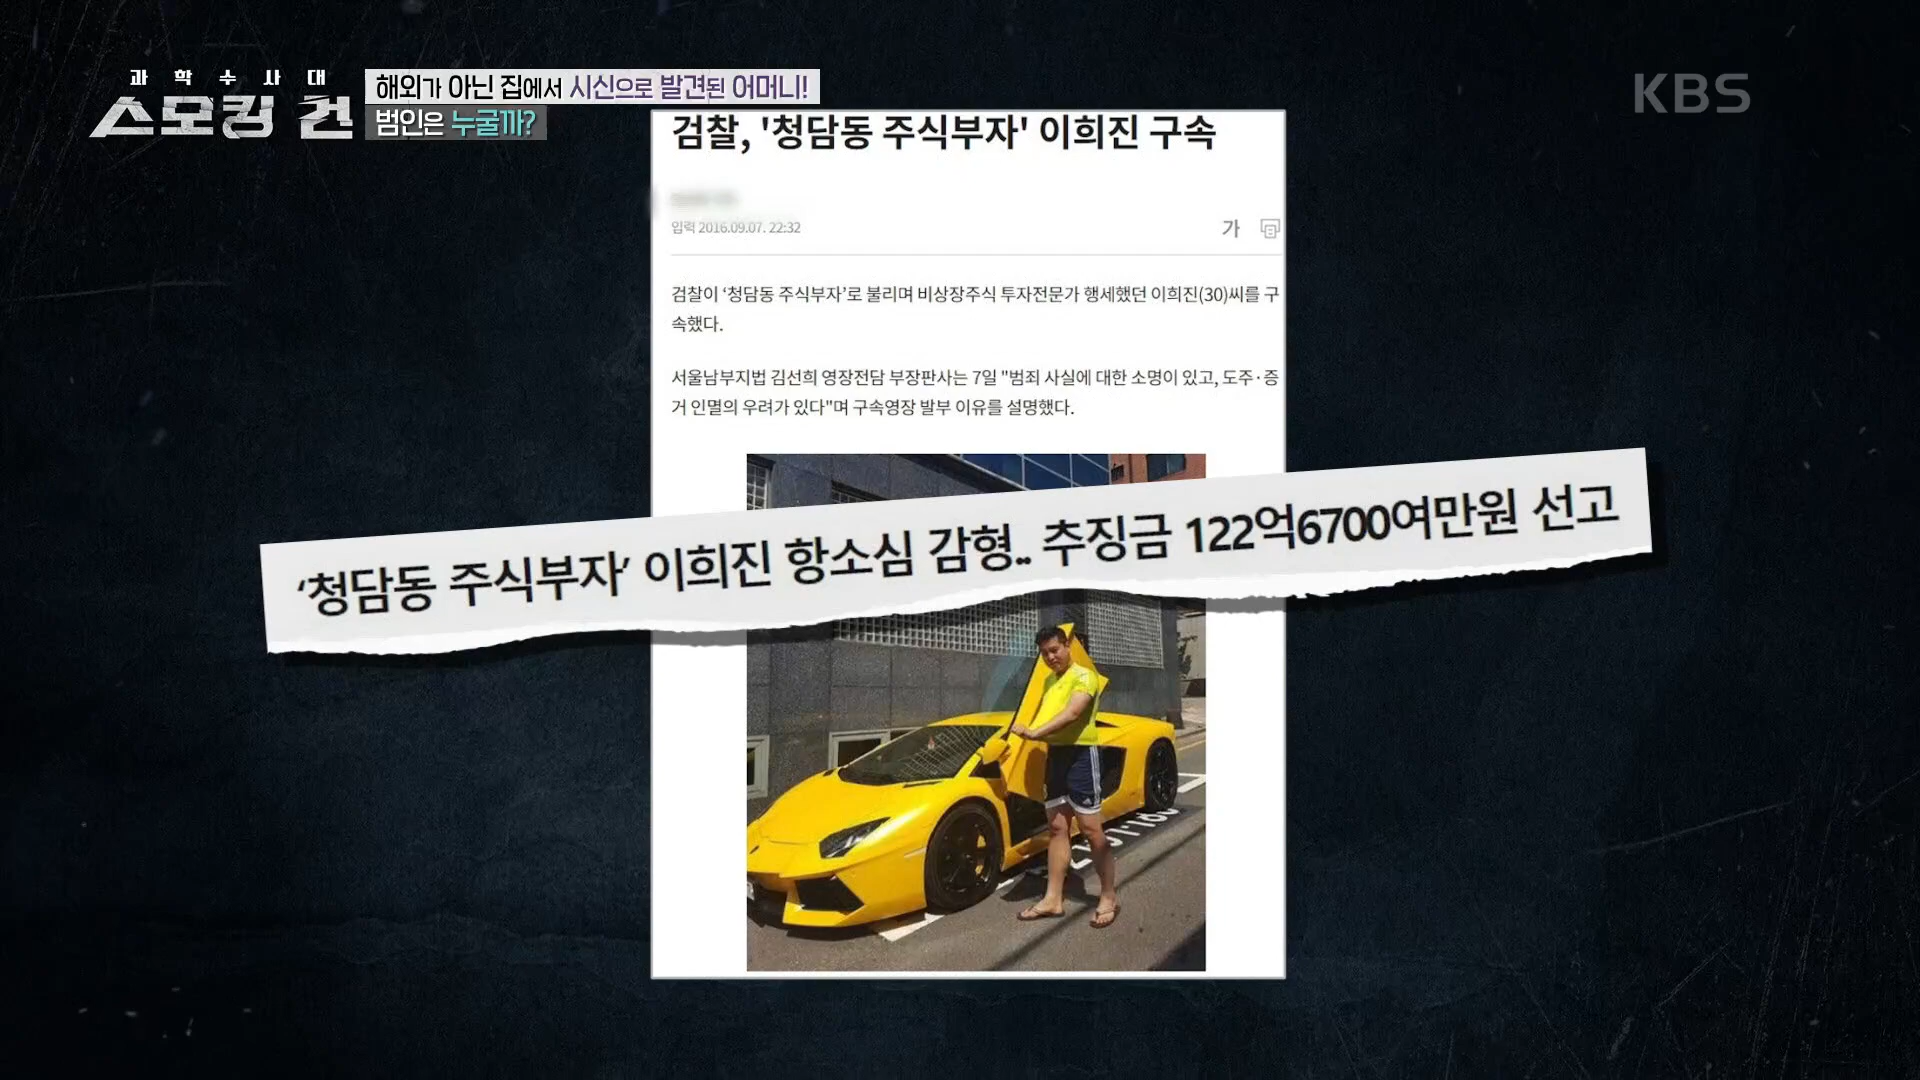 과학수사대
스모킹 건
해외가 아닌 집에서 시신으로 발견된 어머니!
범인은 누굴까?
KBS
검찰, '청담동 주식부자' 이희진 구속
입력 2016.09.07. 22:32
가
검찰이 ‘청담동 주식부자’로 불리며 비상장주식 투자전문가 행세했던 이희진(30)씨를 구
속했다.
서울남부지법 김선희 영장전담 부장판사는 7일 "범죄 사실에 대한 소명이 있고, 도주·증
거 인멸의 우려가 있다"며 구속영장 발부 이유를 설명했다.
‘청담동 주식부자’ 이희진 항소심 감형.. 추징금 122억6700여만원 선고